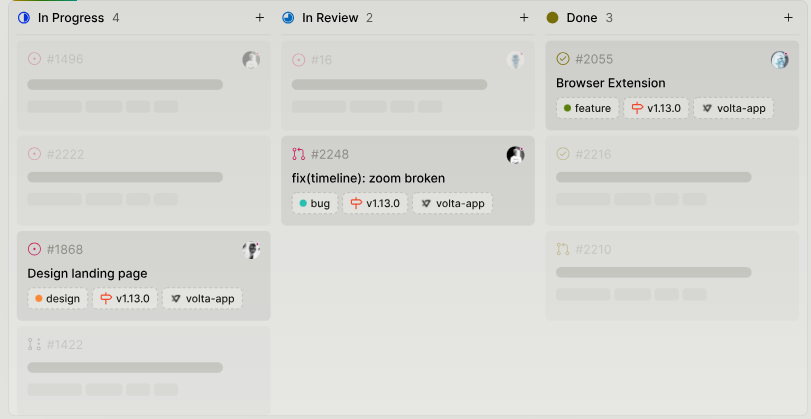 In Progress 4 +
#1496
#2222
#1868
Design landing page
design v1.13.0 volta-app
#1422
In Review 2 +
#16
#2248
fix(timeline): zoom broken
bug v1.13.0 volta-app
Done 3 +
#2055
Browser Extension
feature v1.13.0 volta-app
#2216
#2210